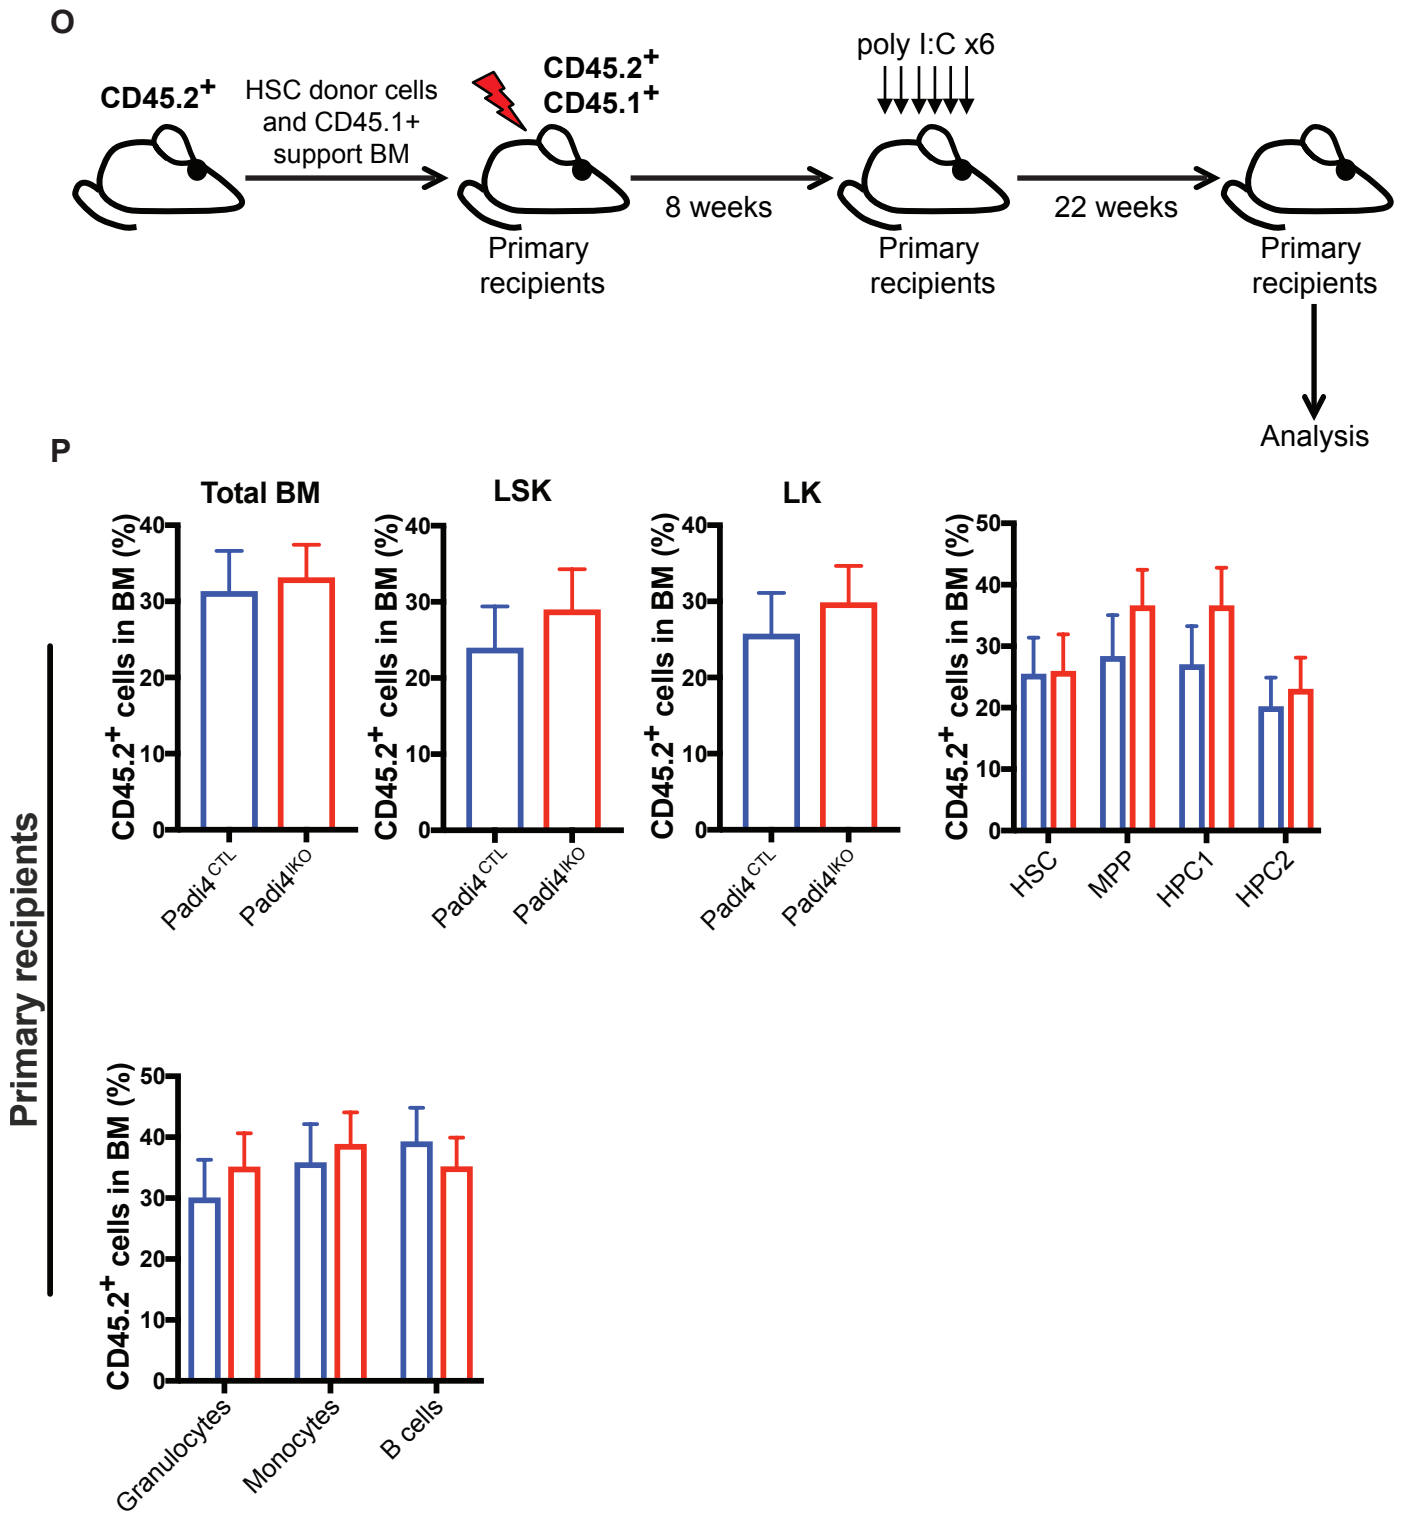 O
CD45.2+
HSC donor cells
and CD45.1+
support BM
CD45.2+
CD45.1+
8 weeks
poly I:C x6
22 weeks
Primary
recipients
Primary
recipients
Primary
recipients
Analysis
P
Primary recipients
Total BM
CD45.2+ cells in BM (%)
40
30
20
10
0
Padi4CTL
Padi4IKO
LSK
CD45.2+ cells in BM (%)
40
30
20
10
0
Padi4CTL
Padi4IKO
LK
CD45.2+ cells in BM (%)
40
30
20
10
0
Padi4CTL
Padi4IKO
CD45.2+ cells in BM (%)
50
40
30
20
10
0
HSC
MPP
HPC1
HPC2
CD45.2+ cells in BM (%)
50
40
30
20
10
0
Granulocytes
Monocytes
B cells